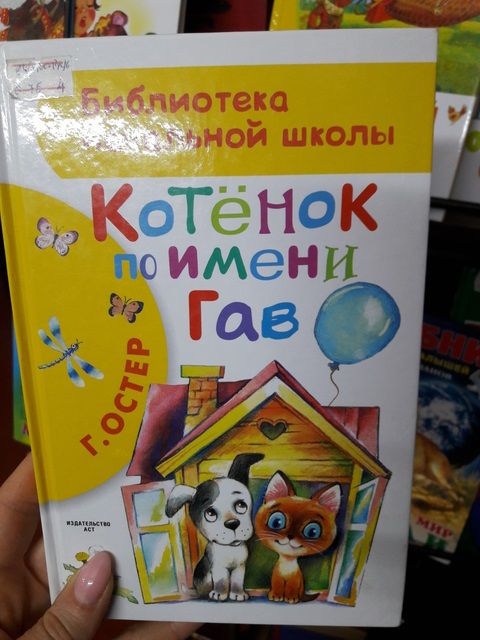 Библиотека
школы
КОТЁНОК
ПО ИМЕНИ
ГАВ
Г. ОСТЕР
ИЗДАТЕЛЬСТВО
АСТ
МИР